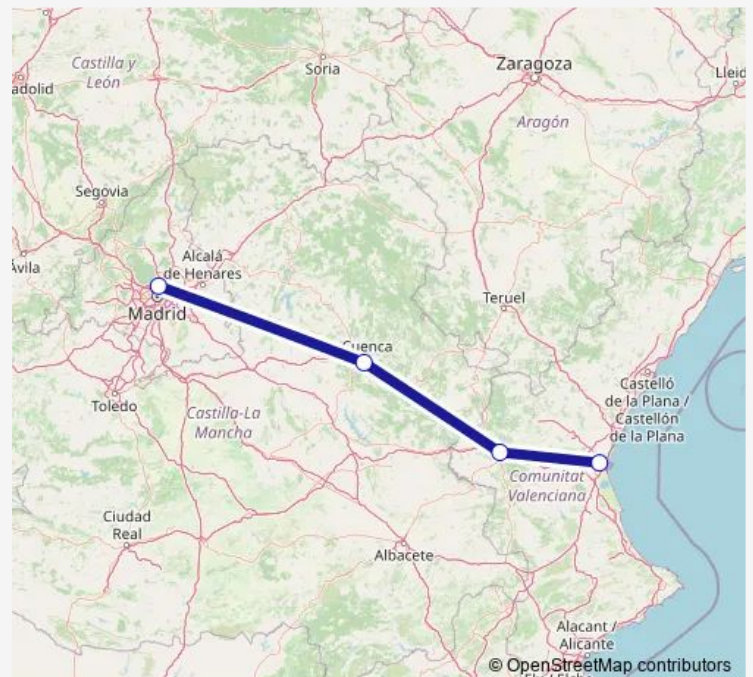 Castilla y
León
Soria
Zaragoza
Lleid
adolid
Aragón
Segovia
Ávila
Alcalá
de Henares
Madrid
Teruel
Cuenca
Castelló
de la Plana /
Castellón
de la Plana
Toledo
Castilla-La
Mancha
Comunitat
Valenciana
Ciudad
Real
Albacete
Alacant /
Alicante
© OpenStreetMap contributors